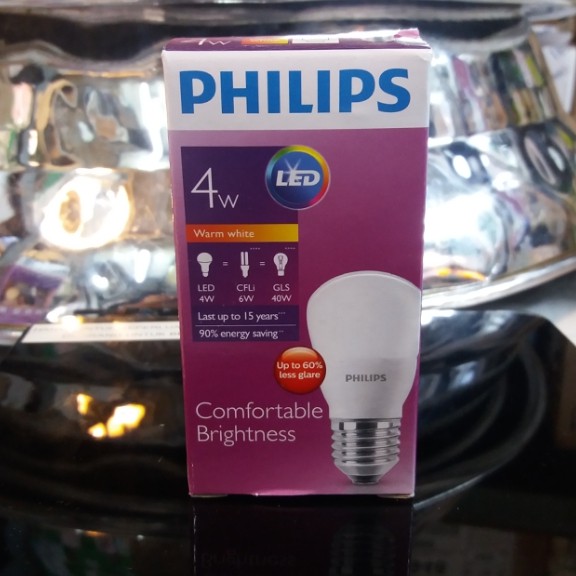 4w
PHILIPS
4w
LED
Warm white
= =
LED CFLi GLS
4W 6W 40W
Last up to 15 years***
90% energy saving**
Up to 60%
less glare
PHILIPS
Comfortable
Brightness